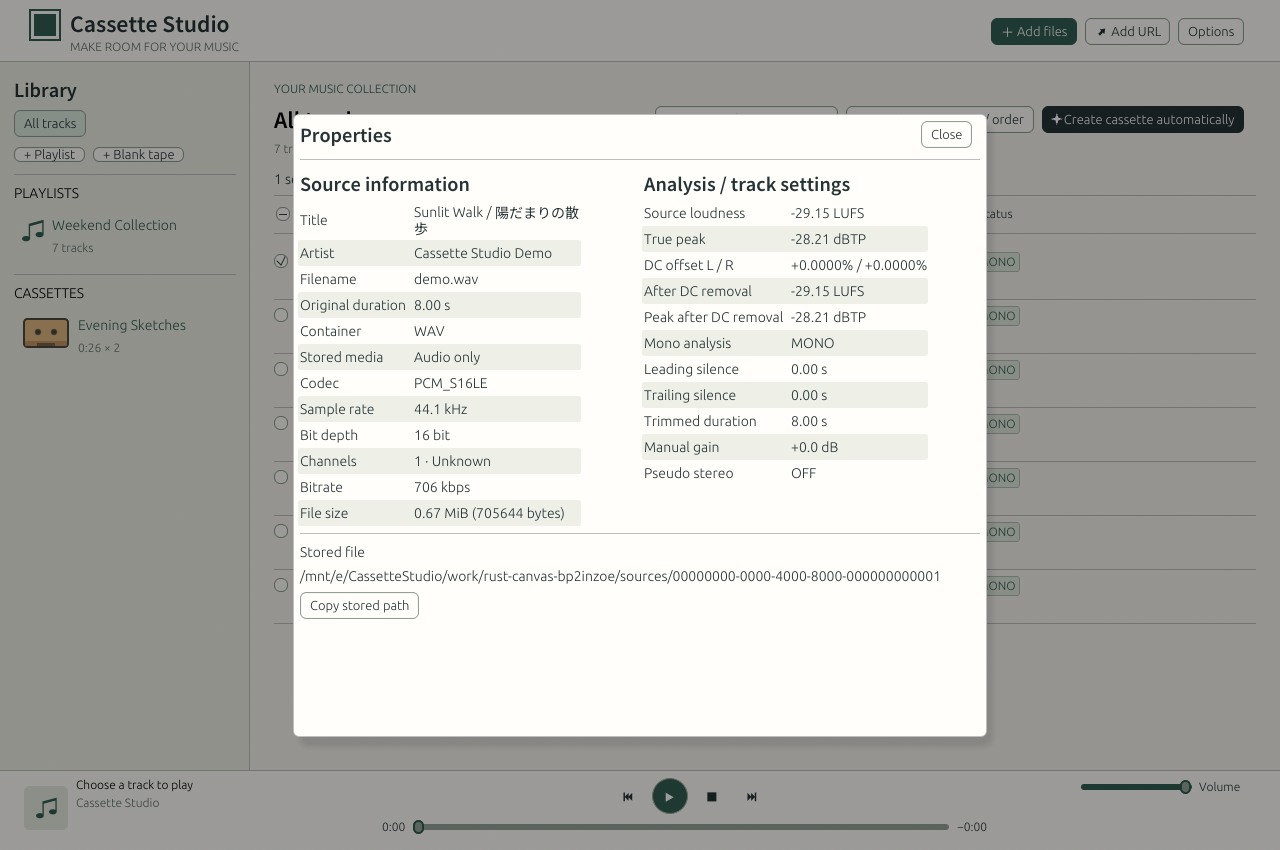 Cassette Studio
MAKE ROOM FOR YOUR MUSIC
+ Add files
Add URL
Options
Library
All tracks
+ Playlist
+ Blank tape
PLAYLISTS
Weekend Collection
7 tracks
CASSETTES
Evening Sketches
0:26 × 2
YOUR MUSIC COLLECTION
/ order
Create cassette automatically
Properties
Close
Source information
Title Sunlit Walk / 陽だまりの散
歩
Artist Cassette Studio Demo
Filename demo.wav
Original duration 8.00 s
Container WAV
Stored media Audio only
Codec PCM_S16LE
Sample rate 44.1 kHz
Bit depth 16 bit
Channels 1 · Unknown
Bitrate 706 kbps
File size 0.67 MiB (705644 bytes)
Analysis / track settings
Source loudness -29.15 LUFS
True peak -28.21 dBTP
DC offset L / R +0.0000% / +0.0000%
After DC removal -29.15 LUFS
Peak after DC removal -28.21 dBTP
Mono analysis MONO
Leading silence 0.00 s
Trailing silence 0.00 s
Trimmed duration 8.00 s
Manual gain +0.0 dB
Pseudo stereo OFF
Stored file
/mnt/e/CassetteStudio/work/rust-canvas-bp2inzoe/sources/00000000-0000-4000-8000-000000000001
Copy stored path
Choose a track to play
Cassette Studio
0:00
−0:00
Volume